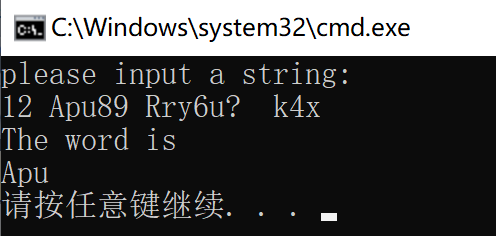 C:\Windows\system32\cmd.exe
please input a string:
12 Apu89 Rry6u?  k4x
The word is
Apu
请按任意键继续. . .